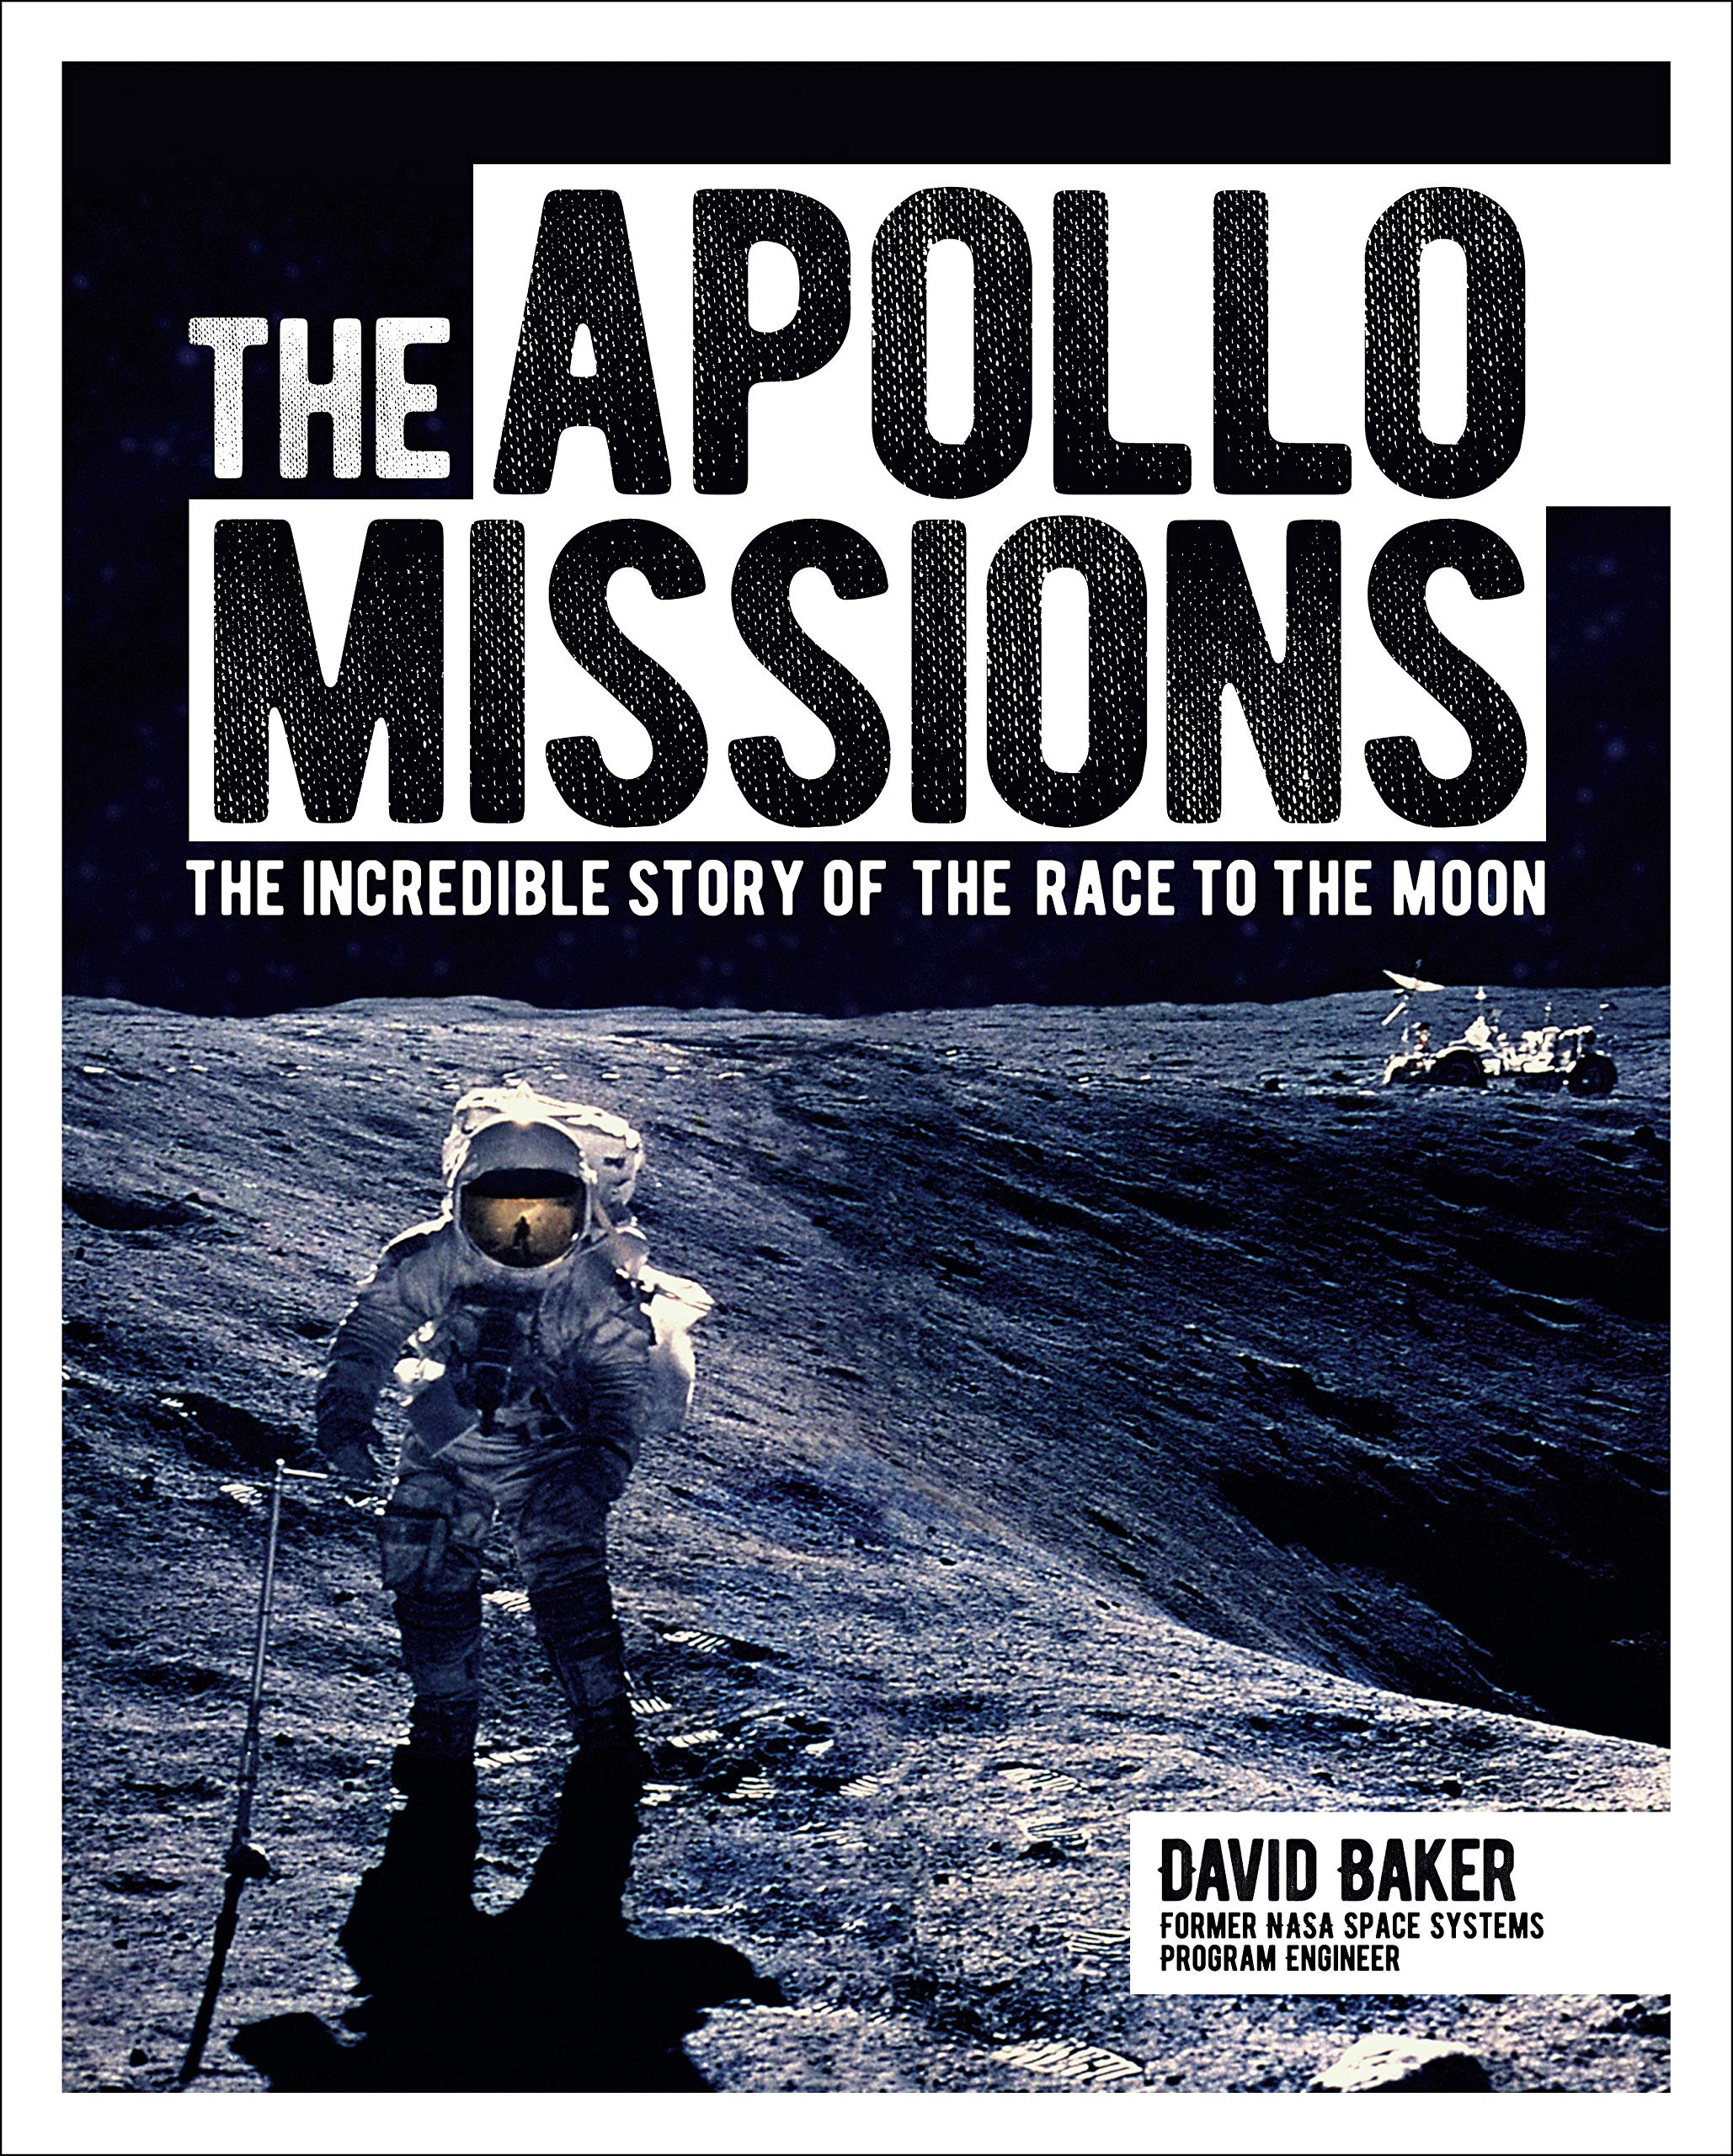 THE APOLLO
MISSIONS
THE INCREDIBLE STORY OF THE RACE TO THE MOON
DAVID BAKER
FORMER NASA SPACE SYSTEMS
PROGRAM ENGINEER